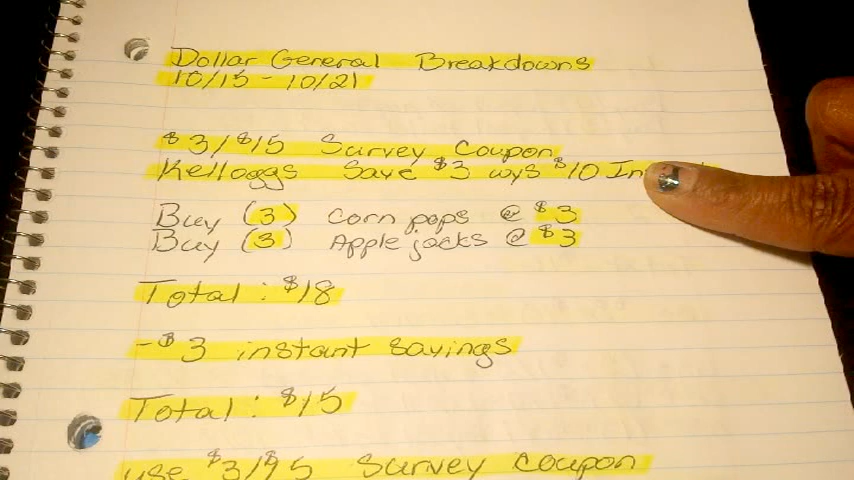 Dollar General Breakdowns
10/15 - 10/21
$3/$15 Survey Coupon
Kelloggs Save $3 wys $10
Buy (3) Corn pops @ $3
Buy (3) Apple jacks @ $3
Total: $18
-$3 instant savings
Total: $15
use $3/$15 Survey coupon